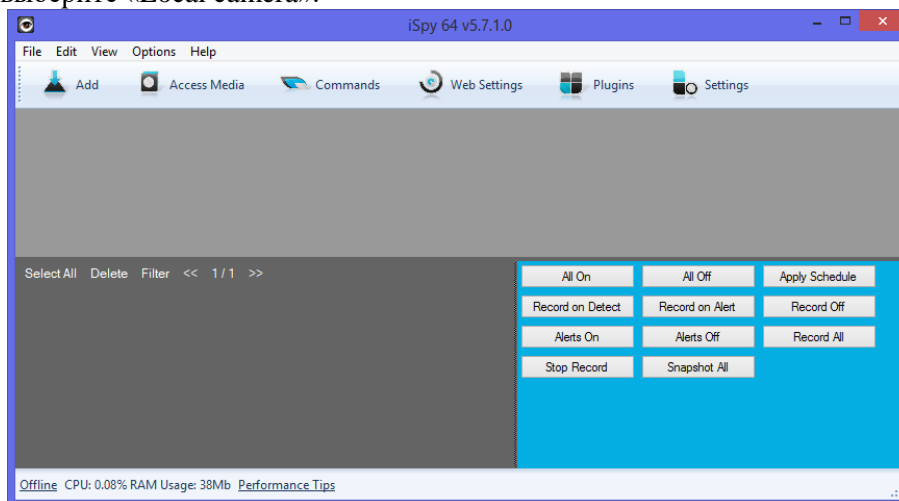 выберите «Local camera».
iSpy 64 v5.7.1.0
File Edit View Options Help
Add Access Media Commands Web Settings Plugins Settings
Select All Delete Filter << 1 / 1 >>
All On All Off Apply Schedule
Record on Detect Record on Alert Record Off
Alerts On Alerts Off Record All
Stop Record Snapshot All
Offline CPU: 0.08% RAM Usage: 38Mb Performance Tips